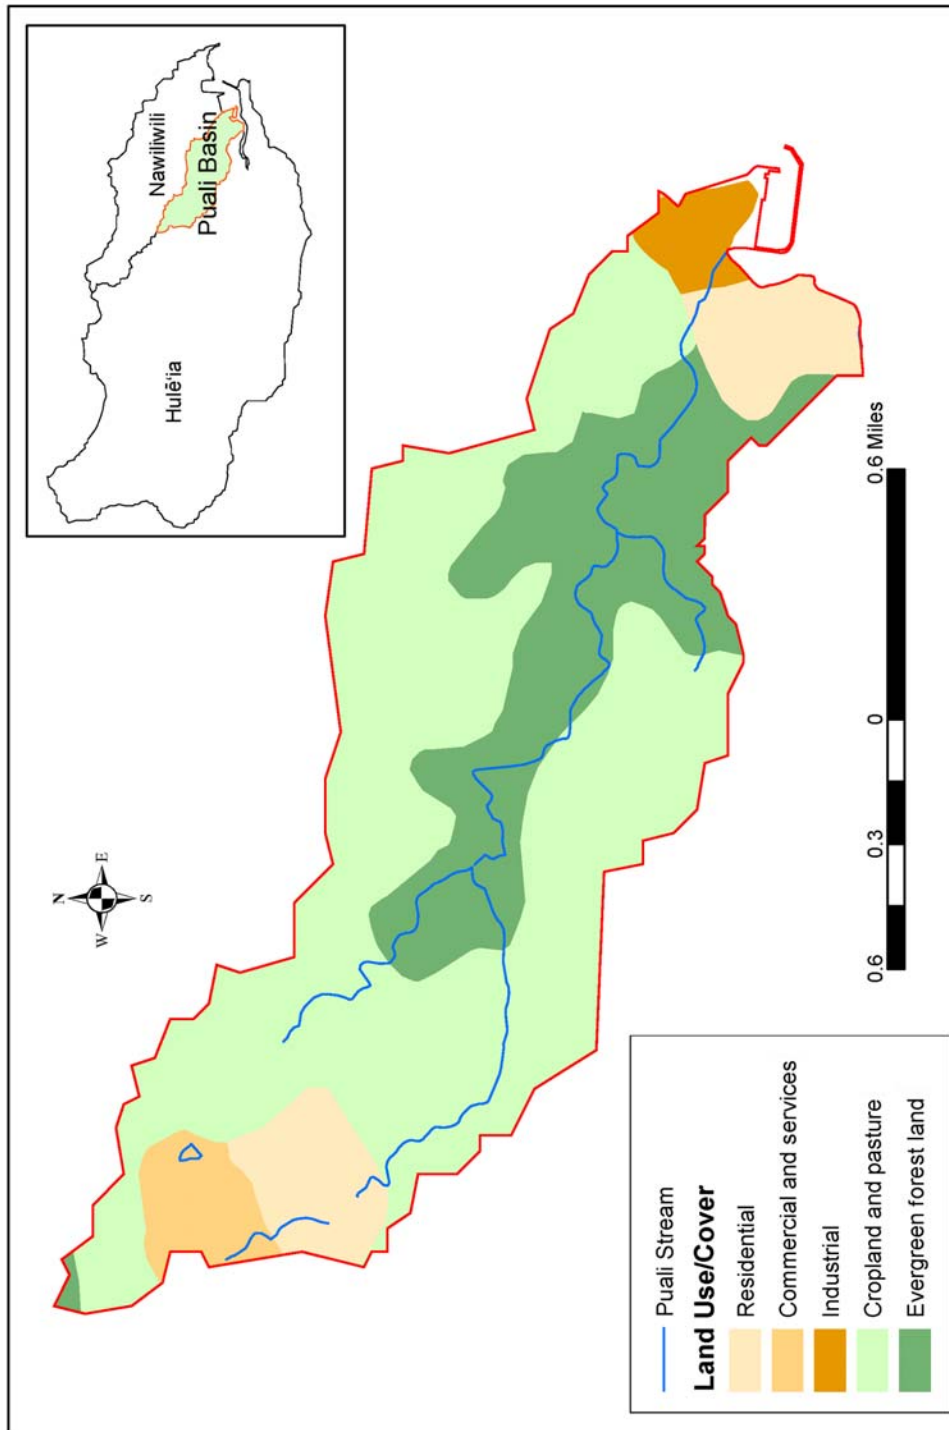 Nawiliwili
Puali Basin
Hulē‘ia
N
W
E
S
0.6
0.3
0
0.6 Miles
Puali Stream
Land Use/Cover
Residential
Commercial and services
Industrial
Cropland and pasture
Evergreen forest land